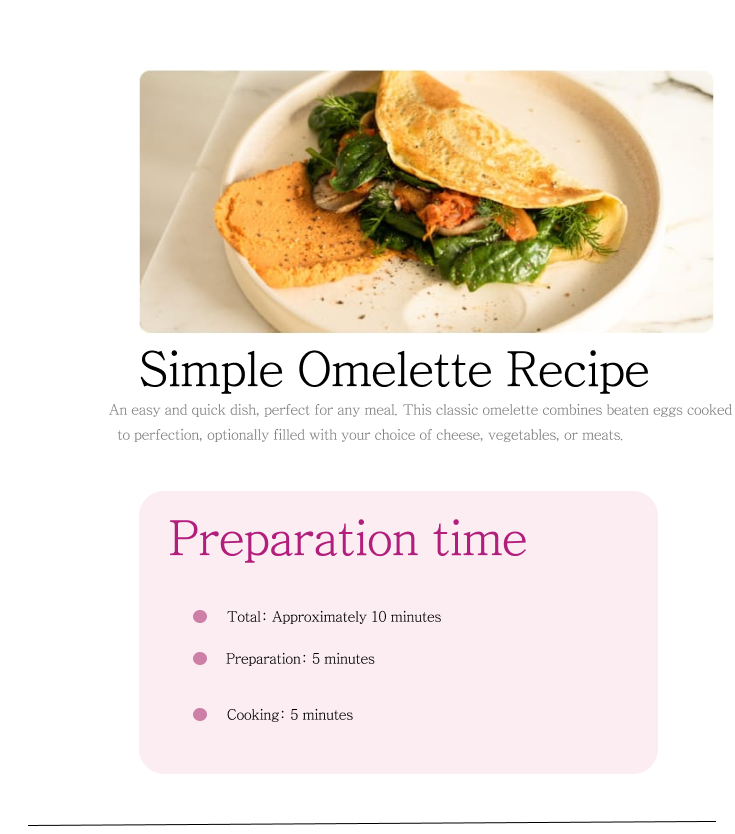 Simple Omelette Recipe
An easy and quick dish, perfect for any meal. This classic omelette combines beaten eggs cooked
to perfection, optionally filled with your choice of cheese, vegetables, or meats.
Preparation time
Total: Approximately 10 minutes
Preparation: 5 minutes
Cooking: 5 minutes